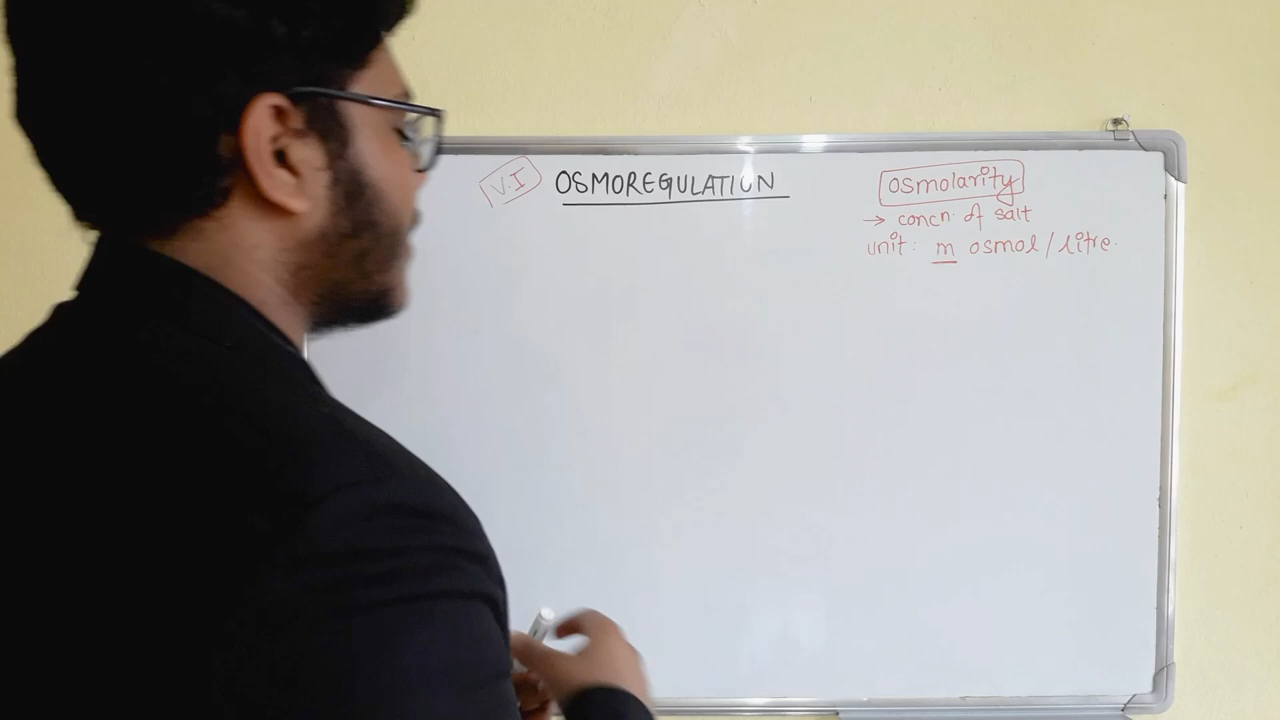 V.I OSMOREGULATION
Osmolarity
→ concn. of salt
unit: m osmol/litre.